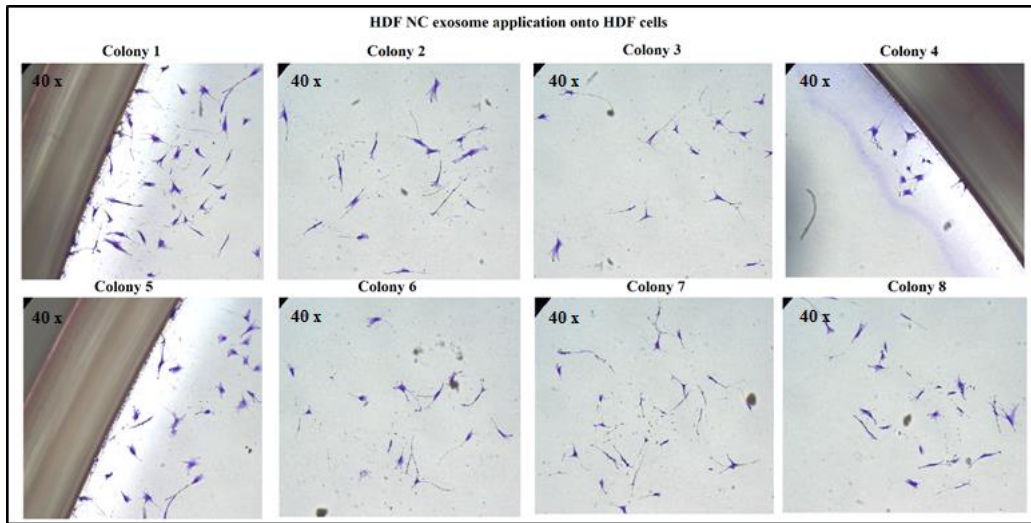 HDF NC exosome application onto HDF cells
Colony 1
Colony 2
Colony 3
Colony 4
40 x
40 x
40 x
40 x
Colony 5
Colony 6
Colony 7
Colony 8
40 x
40 x
40 x
40 x